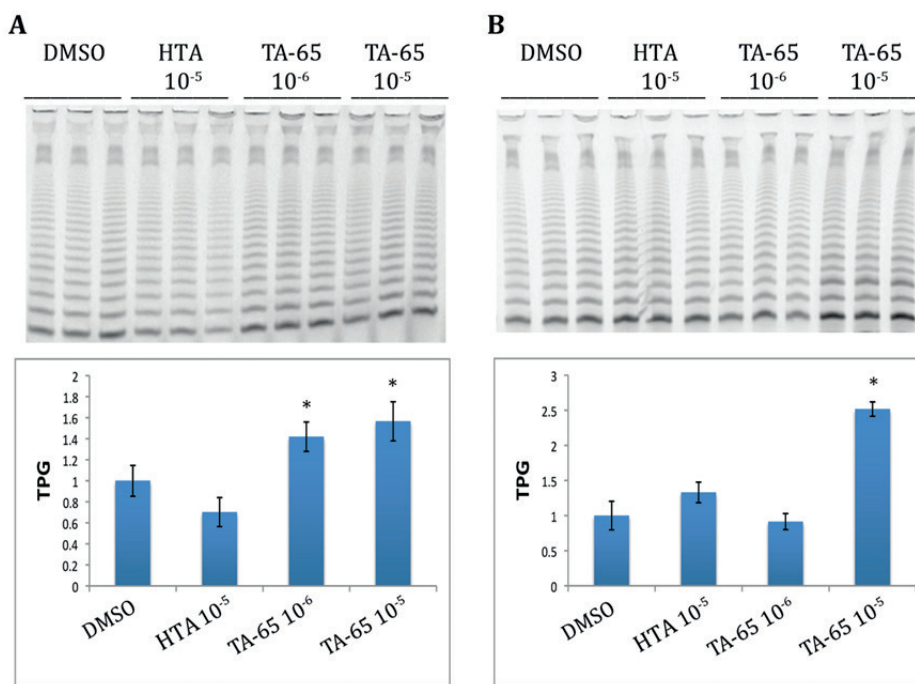 A
DMSO HTA TA-65 TA-65
10⁻⁵ 10⁻⁶ 10⁻⁵
TPG
2
1.8
1.6
1.4
1.2
1
0.8
0.6
0.4
0.2
0
* *
DMSO HTA 10⁻⁵ TA-65 10⁻⁶ TA-65 10⁻⁵
B
DMSO HTA TA-65 TA-65
10⁻⁵ 10⁻⁶ 10⁻⁵
TPG
3
2.5
2
1.5
1
0.5
0
*
DMSO HTA 10⁻⁵ TA-65 10⁻⁶ TA-65 10⁻⁵